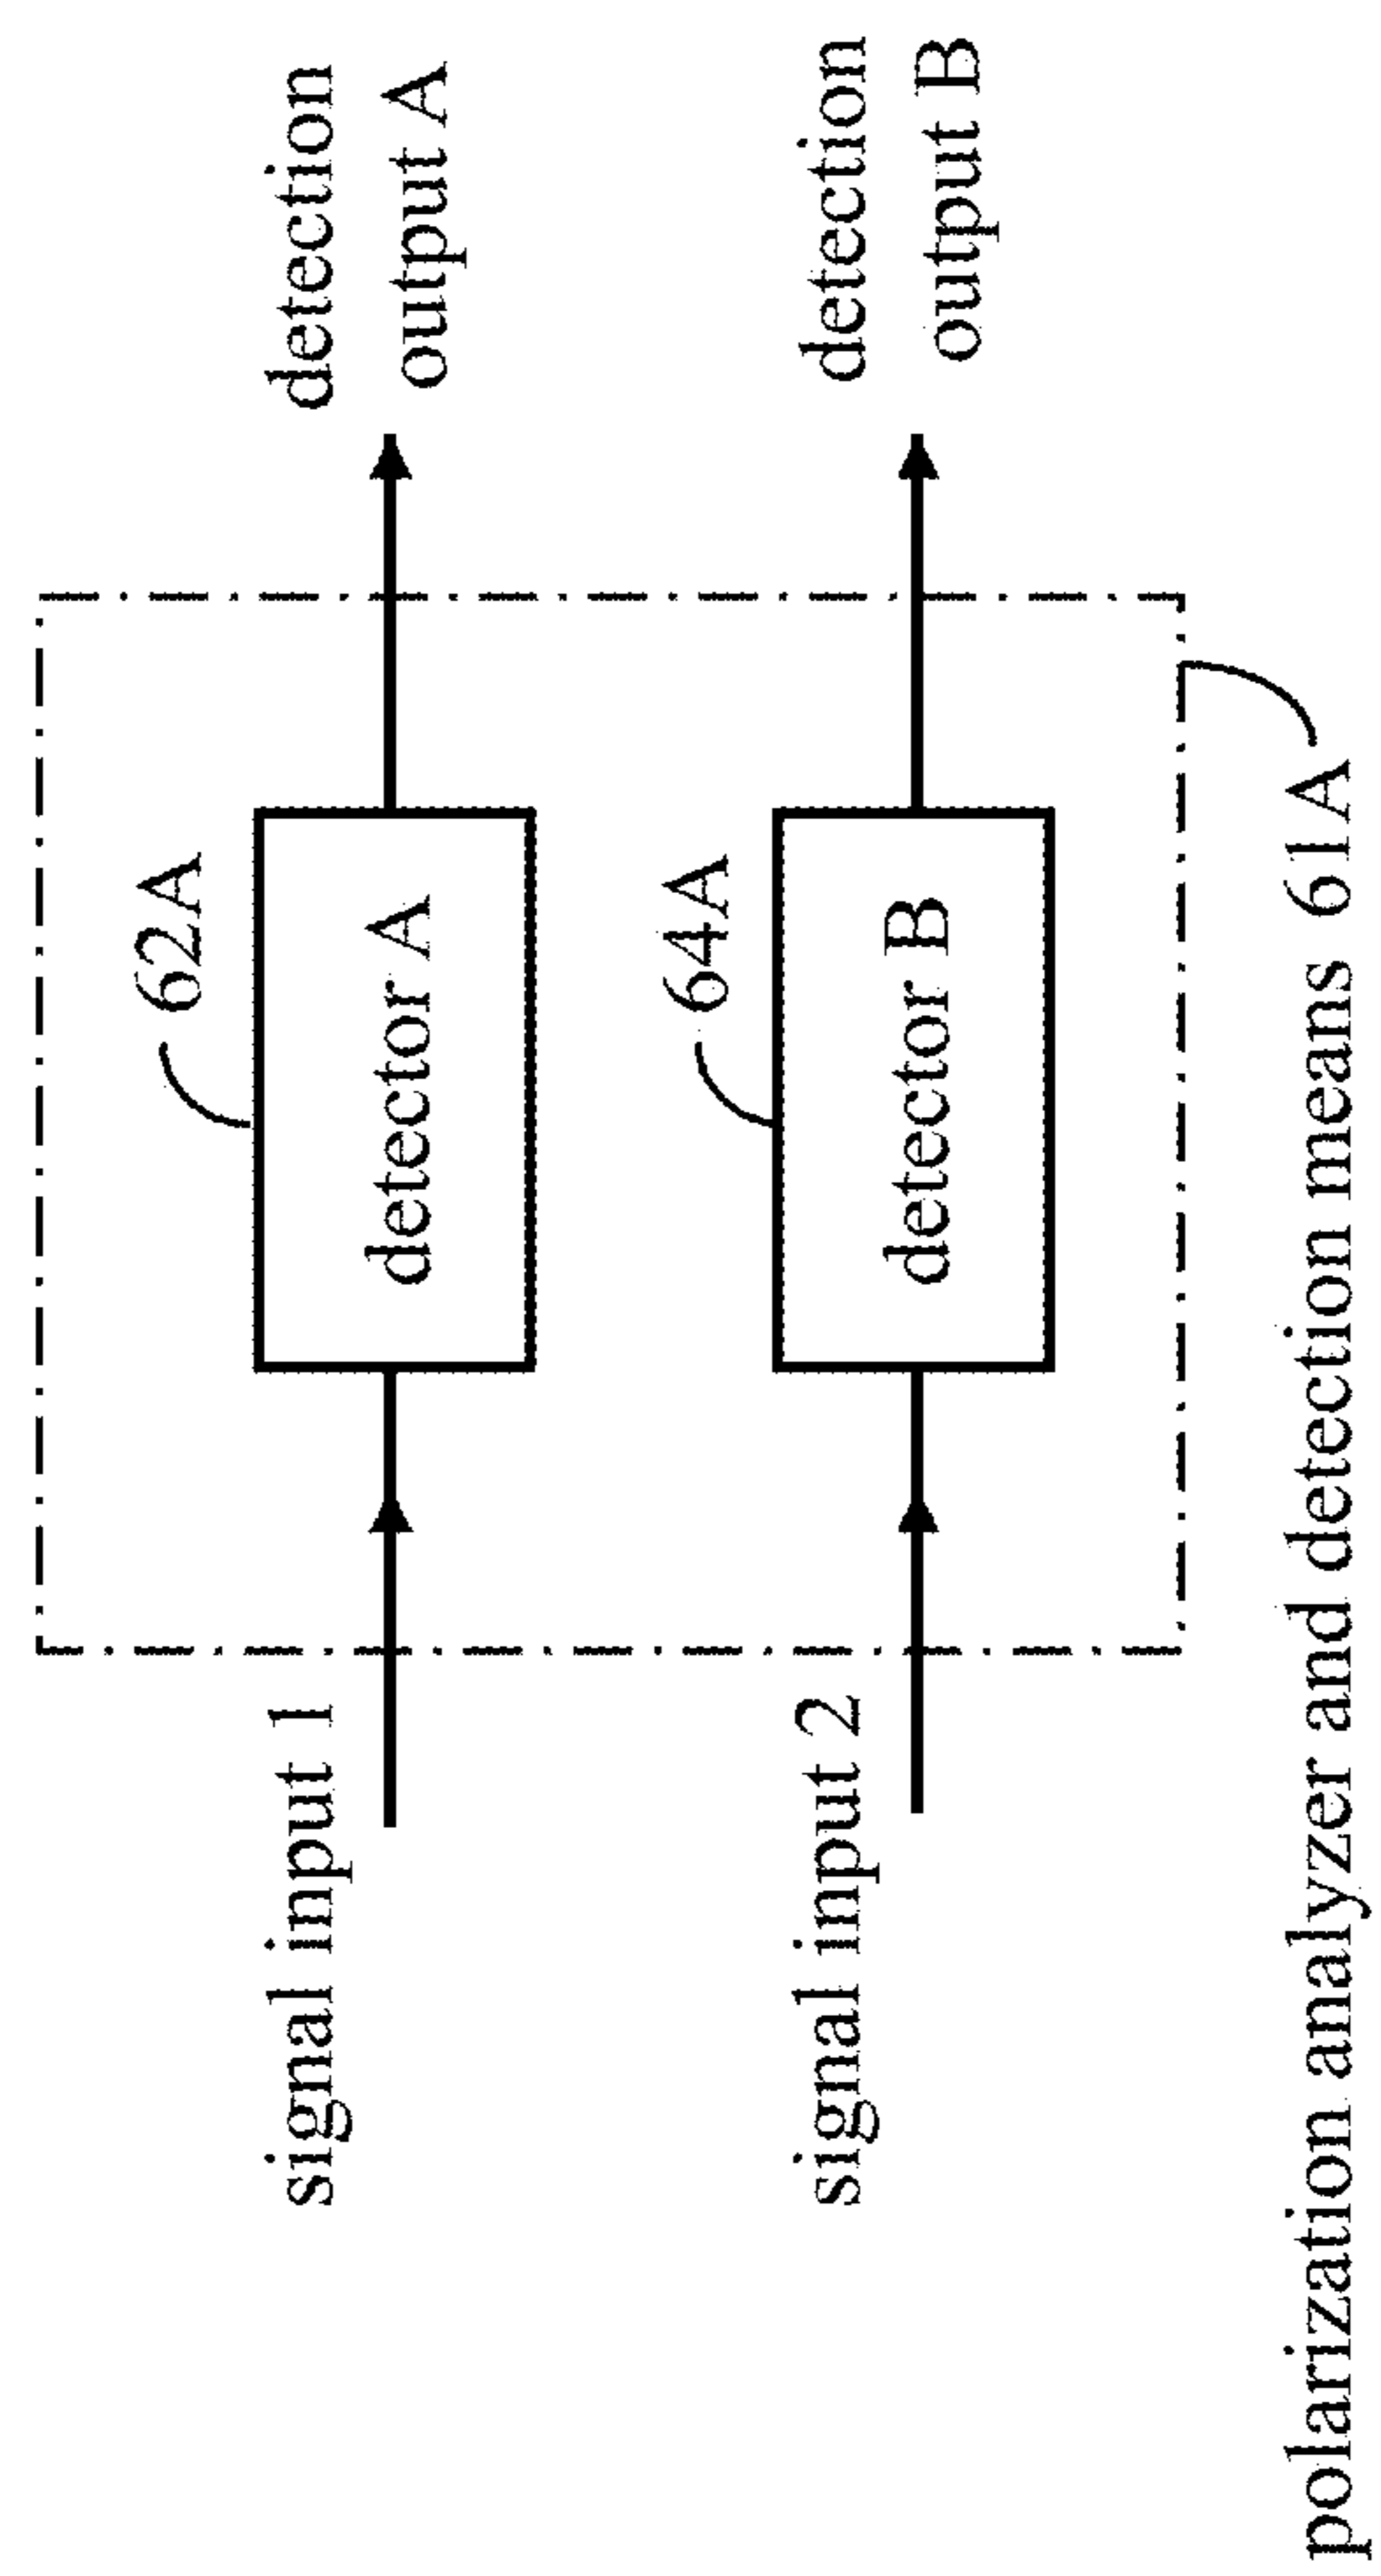 signal input 1
62A
detector A
detection
output A
signal input 2
64A
detector B
detection
output B
polarization analyzer and detection means 61A